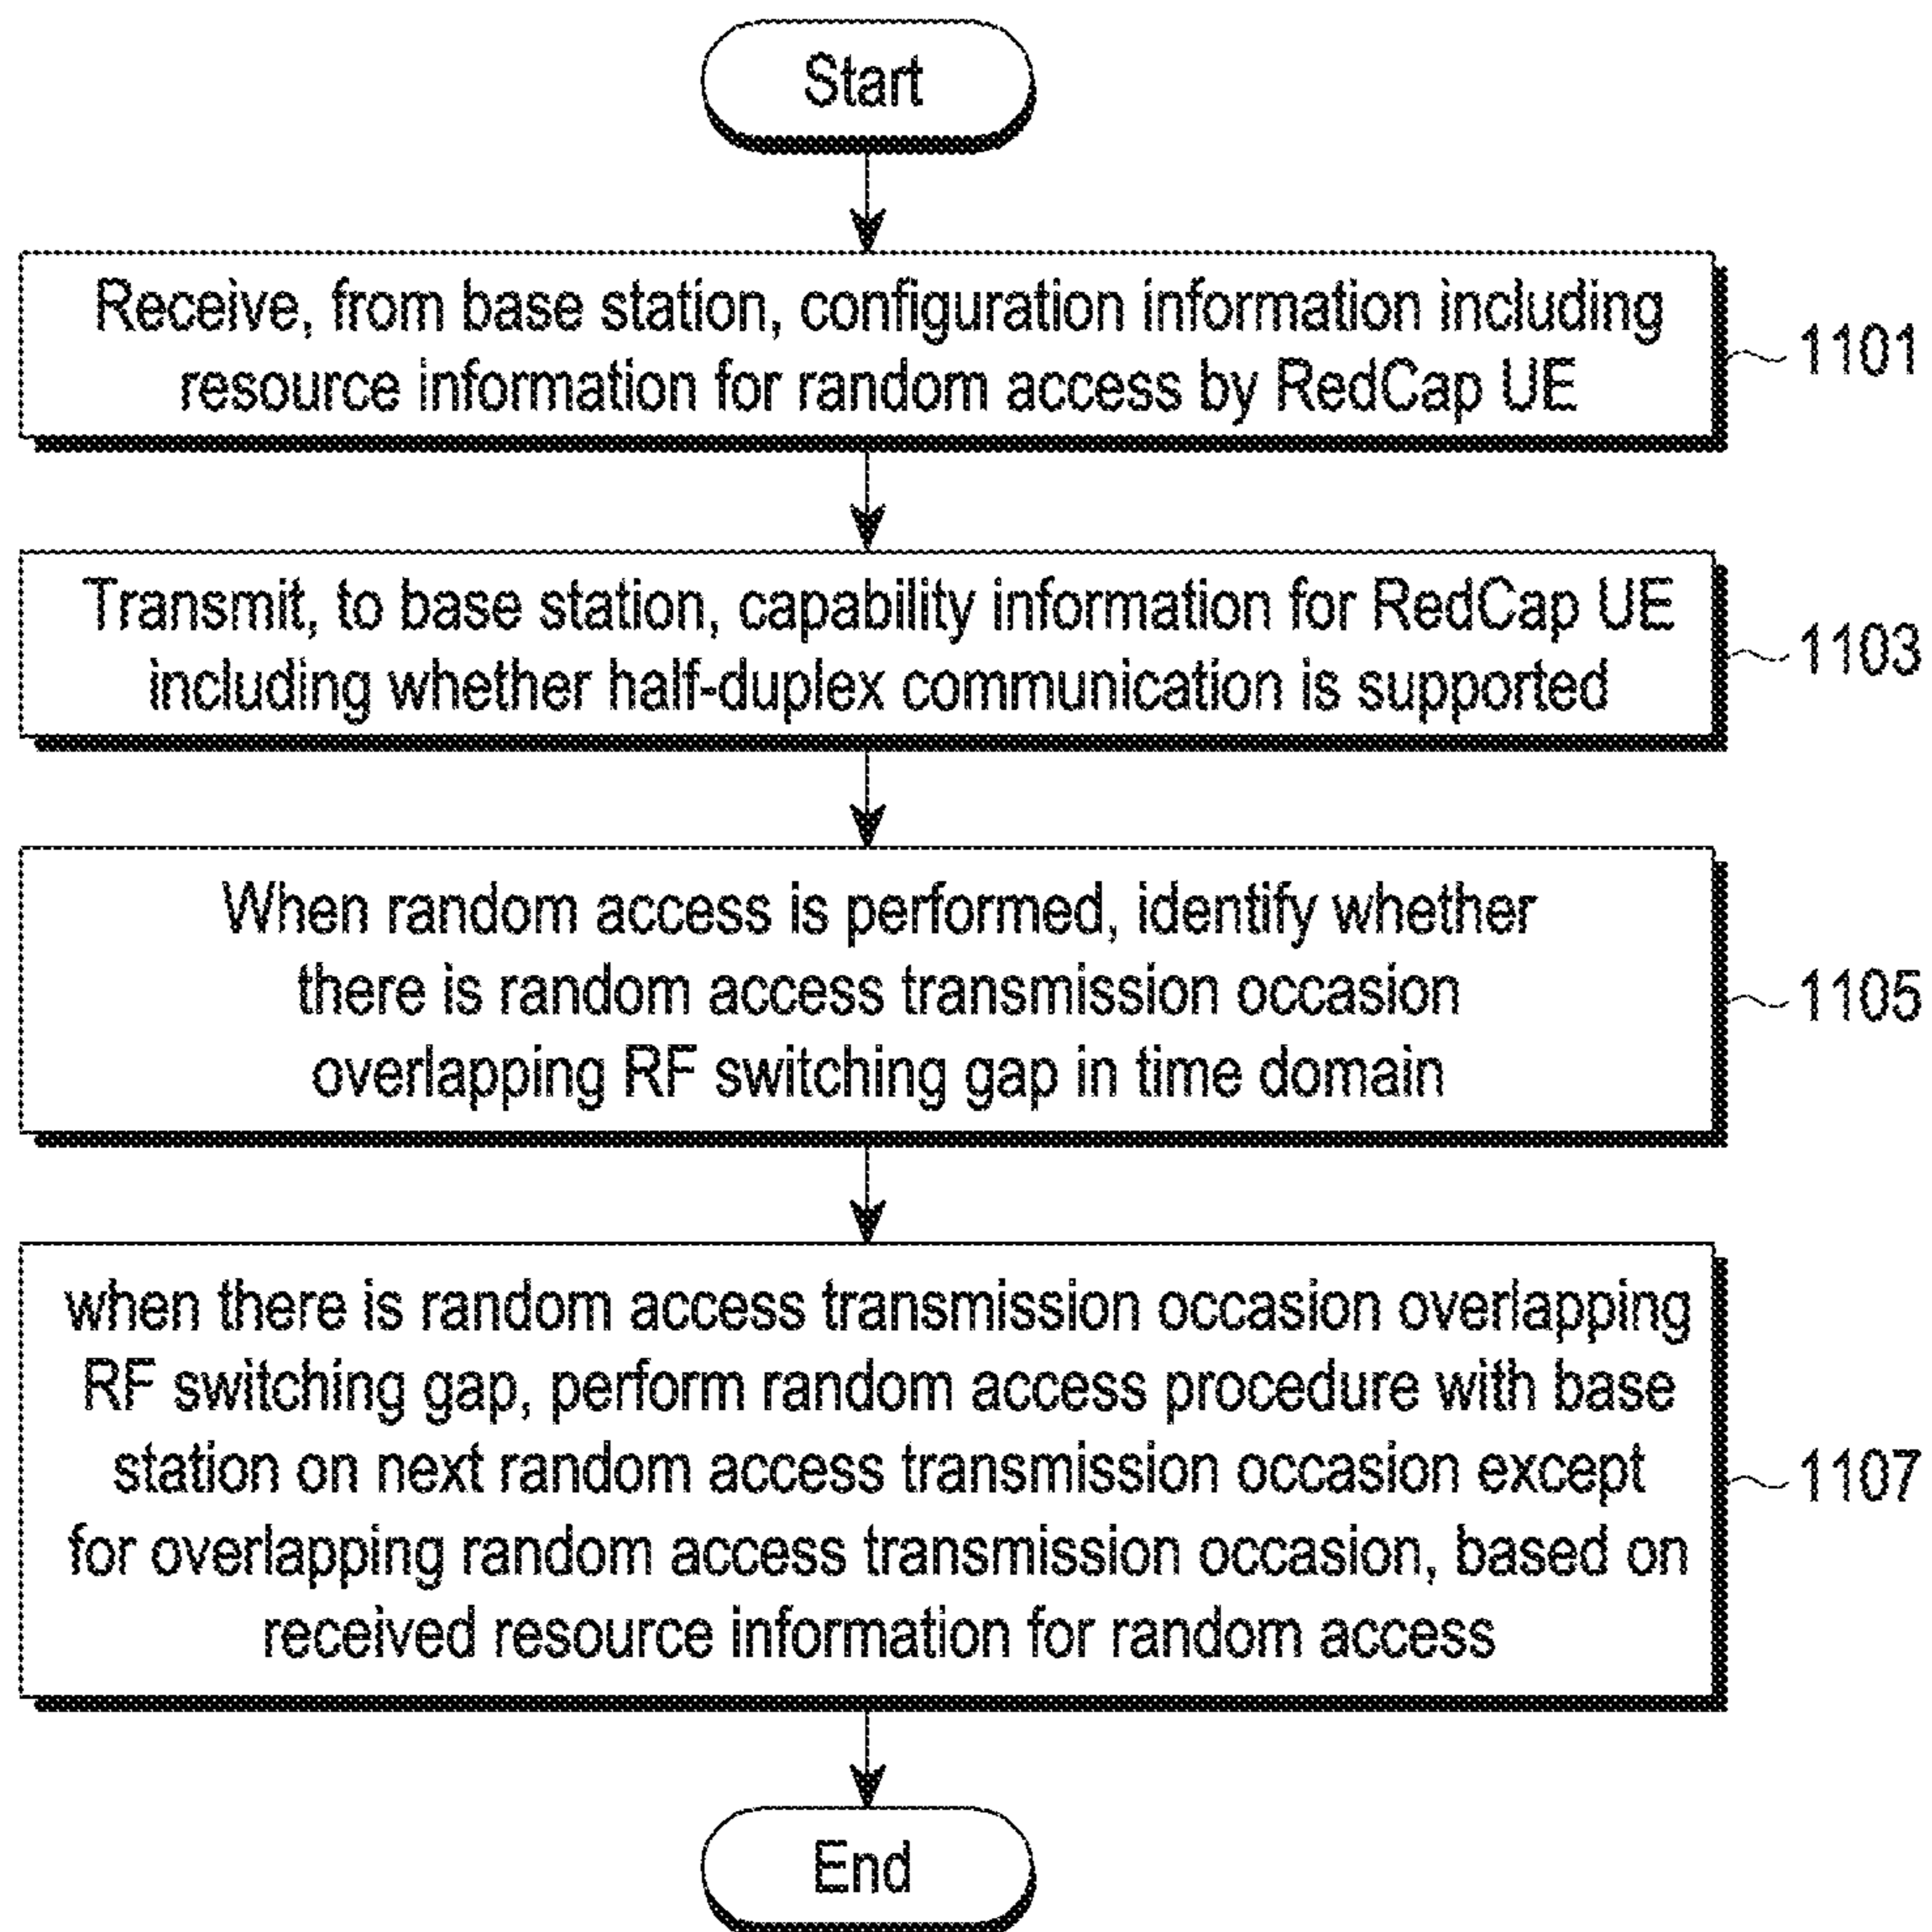 Start
Receive, from base station, configuration information including
resource information for random access by RedCap UE
1101
Transmit, to base station, capability information for RedCap UE
including whether half-duplex communication is supported
1103
When random access is performed, identify whether
there is random access transmission occasion
overlapping RF switching gap in time domain
1105
when there is random access transmission occasion overlapping
RF switching gap, perform random access procedure with base
station on next random access transmission occasion except
for overlapping random access transmission occasion, based on
received resource information for random access
1107
End